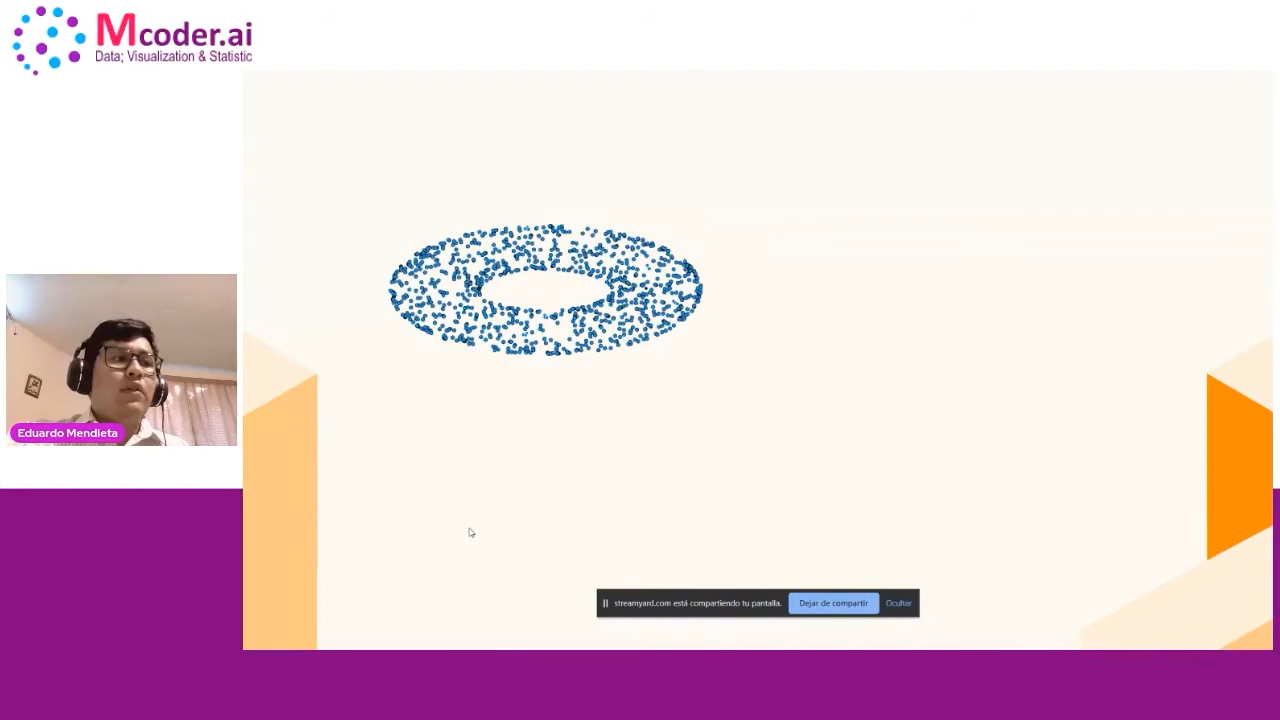 Mcoder.ai
Data; Visualization & Statistic
Eduardo Mendieta
streamyard.com está compartiendo tu pantalla.
Dejar de compartir
Ocultar